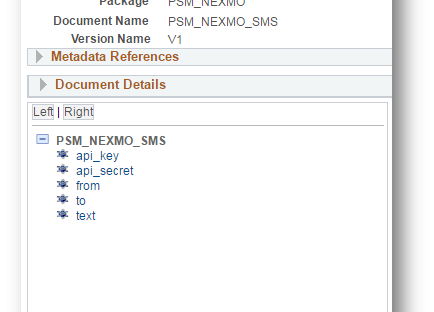 Package PSM_NEXMO
Document Name PSM_NEXMO_SMS
Version Name V1
Metadata References
Document Details
Left | Right
PSM_NEXMO_SMS
api_key
api_secret
from
to
text